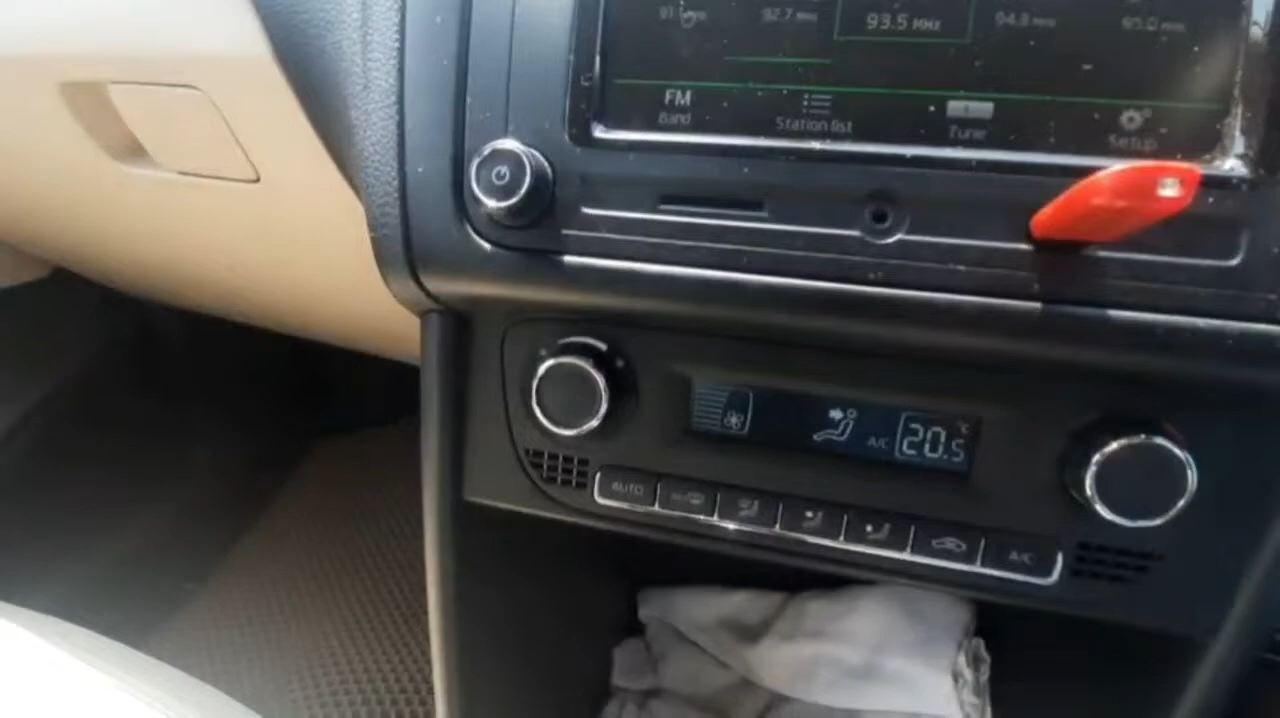 92.7 MHz 93.5 MHz 94.3 MHz 95.0 MHz
FM
Band Station list Tune Setup
A/C 20.5 °C
AUTO A/C